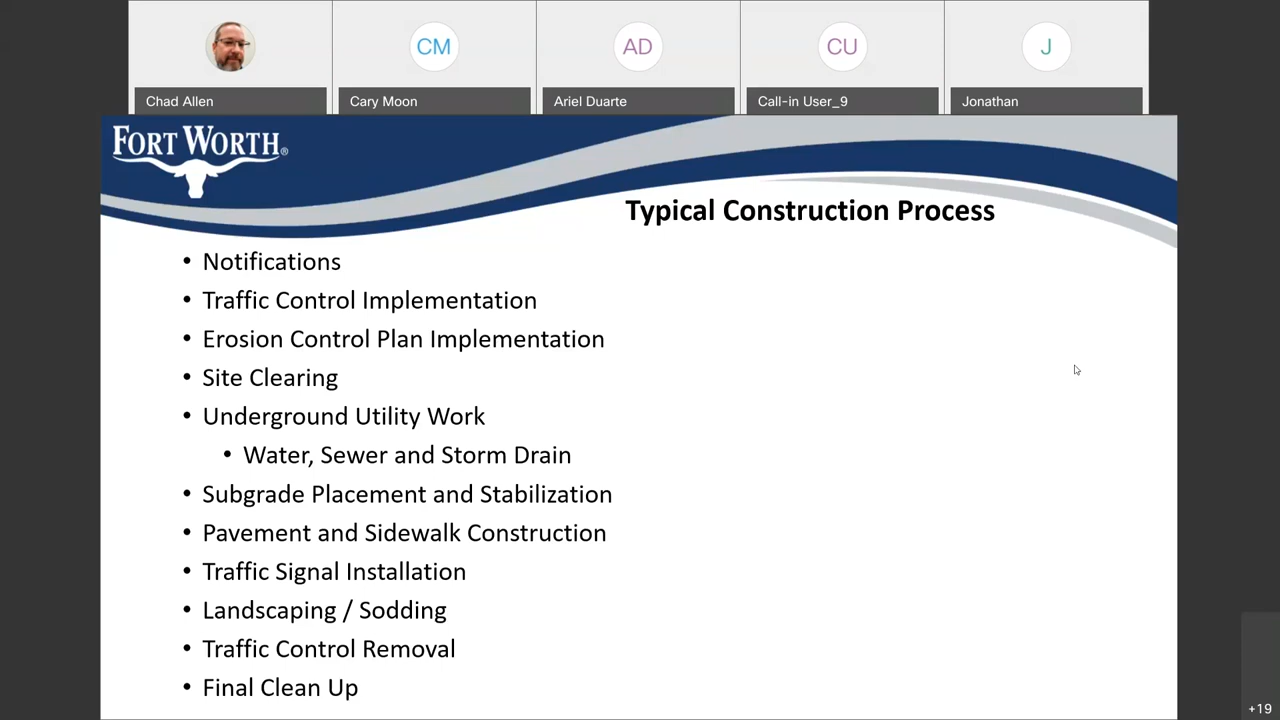 CM
AD
CU
J
Chad Allen
Cary Moon
Ariel Duarte
Call-in User_9
Jonathan
FORT WORTH®
Typical Construction Process
• Notifications
• Traffic Control Implementation
• Erosion Control Plan Implementation
• Site Clearing
• Underground Utility Work
• Water, Sewer and Storm Drain
• Subgrade Placement and Stabilization
• Pavement and Sidewalk Construction
• Traffic Signal Installation
• Landscaping / Sodding
• Traffic Control Removal
• Final Clean Up
+19